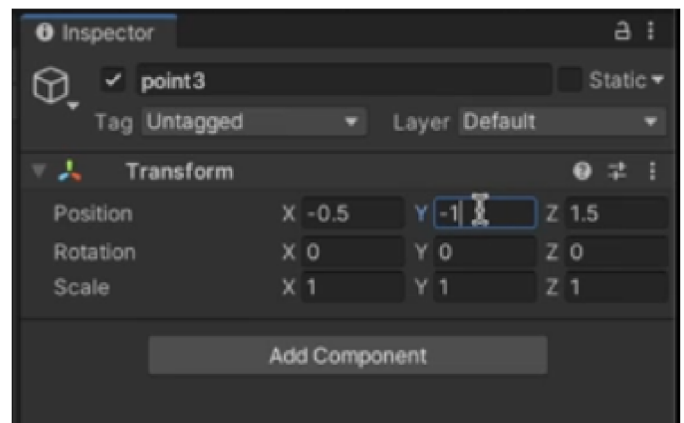 Inspector
point3 Static
Tag Untagged Layer Default
Transform
Position X -0.5 Y -1 Z 1.5
Rotation X 0 Y 0 Z 0
Scale X 1 Y 1 Z 1
Add Component